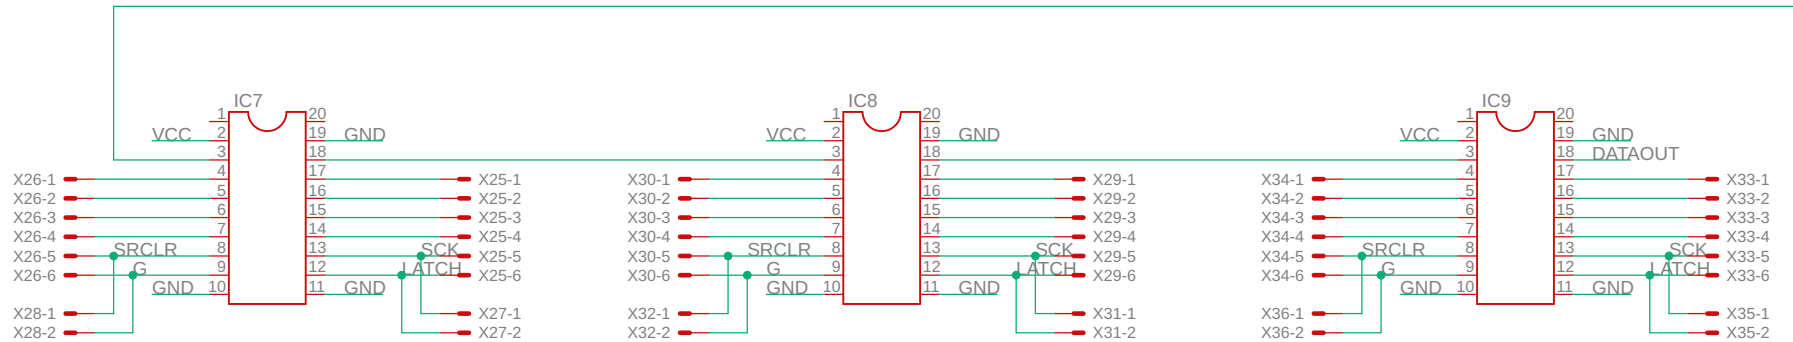 IC7 IC8 IC9
1 20 1 20 1 20
VCC 2 19 GND VCC 2 19 GND VCC 2 19 GND
3 18 3 18 3 18 DATAOUT
X26-1 4 17 X25-1 X30-1 4 17 X29-1 X34-1 4 17 X33-1
X26-2 5 16 X25-2 X30-2 5 16 X29-2 X34-2 5 16 X33-2
X26-3 6 15 X25-3 X30-3 6 15 X29-3 X34-3 6 15 X33-3
X26-4 7 14 X25-4 X30-4 7 14 X29-4 X34-4 7 14 X33-4
X26-5 SRCLR 8 13 SCK X25-5 X30-5 SRCLR 8 13 SCK X29-5 X34-5 SRCLR 8 13 SCK X33-5
X26-6 G 9 12 LATCH X25-6 X30-6 G 9 12 LATCH X29-6 X34-6 G 9 12 LATCH X33-6
GND 10 11 GND GND 10 11 GND GND 10 11 GND
X28-1 X27-1 X32-1 X31-1 X36-1 X35-1
X28-2 X27-2 X32-2 X31-2 X36-2 X35-2